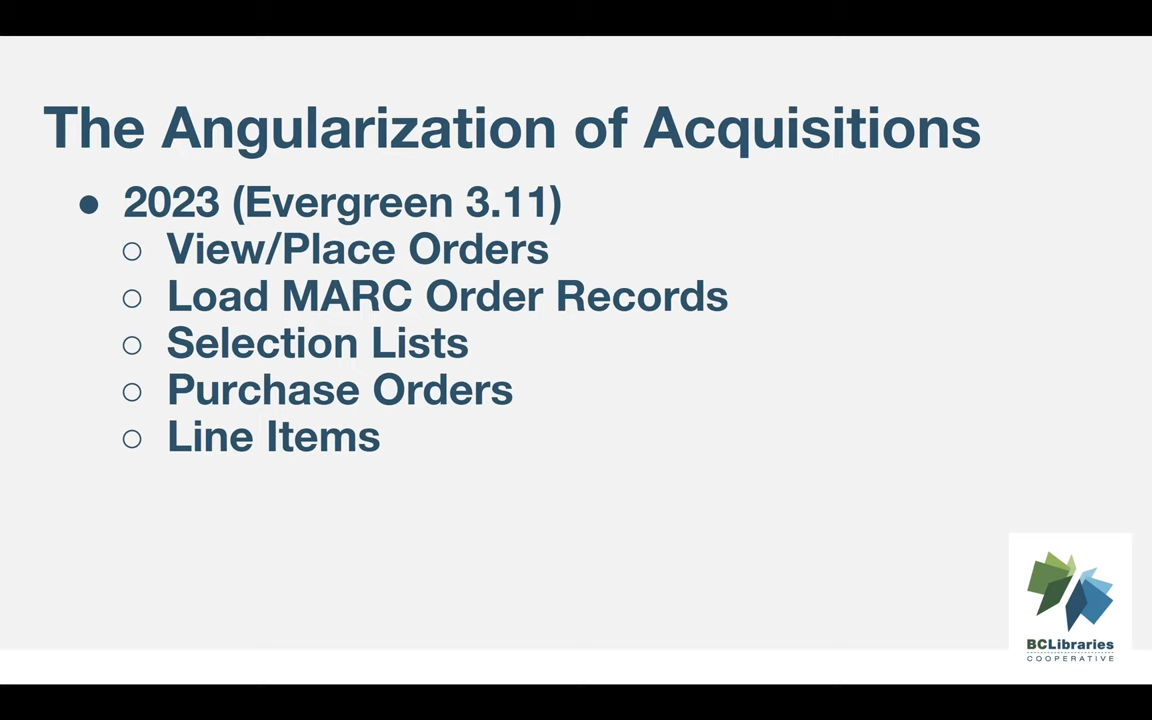 The Angularization of Acquisitions
● 2023 (Evergreen 3.11)
○ View/Place Orders
○ Load MARC Order Records
○ Selection Lists
○ Purchase Orders
○ Line Items
BCLibraries
COOPERATIVE